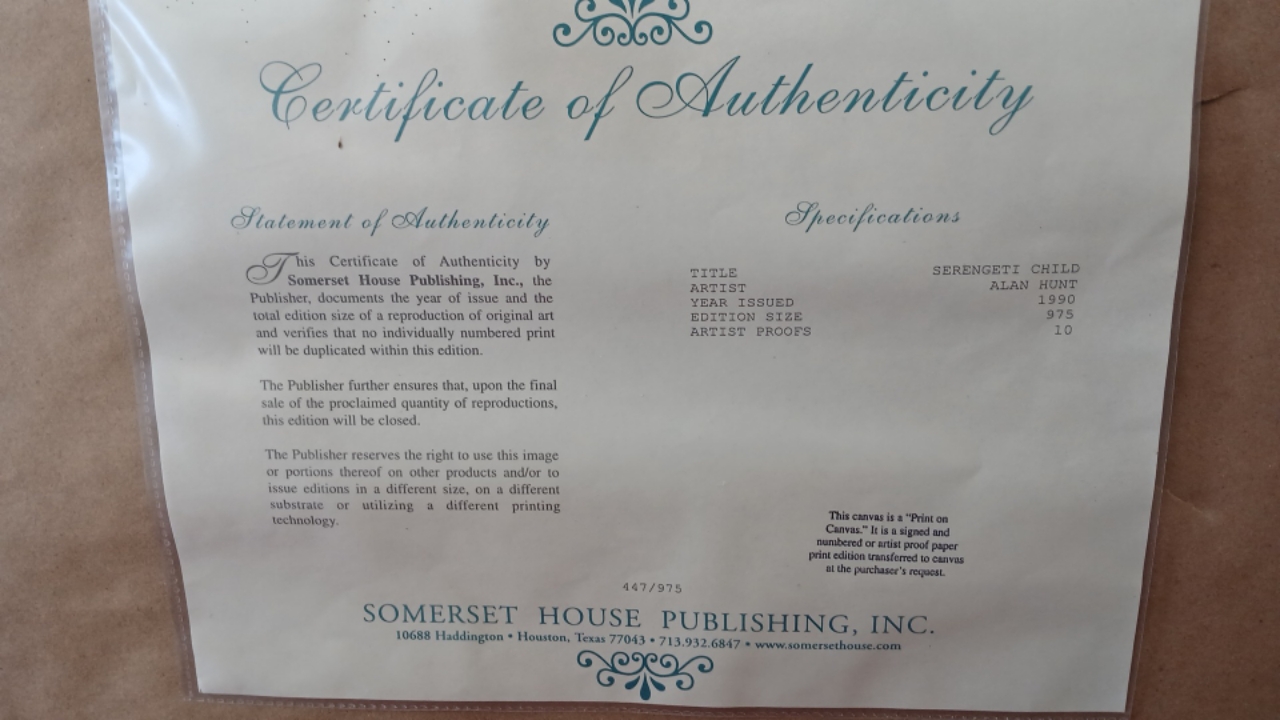 Certificate of Authenticity
Statement of Authenticity
This Certificate of Authenticity by
Somerset House Publishing, Inc., the
Publisher, documents the year of issue and the
total edition size of a reproduction of original art
and verifies that no individually numbered print
will be duplicated within this edition.
The Publisher further ensures that, upon the final
sale of the proclaimed quantity of reproductions,
this edition will be closed.
The Publisher reserves the right to use this image
or portions thereof on other products and/or to
issue editions in a different size, on a different
substrate or utilizing a different printing
technology.
Specifications
TITLE SERENGETI CHILD
ARTIST ALAN HUNT
YEAR ISSUED 1990
EDITION SIZE 975
ARTIST PROOFS 10
This canvas is a "Print on
Canvas." It is a signed and
numbered or artist proof paper
print edition transferred to canvas
at the purchaser's request.
447/975
SOMERSET HOUSE PUBLISHING, INC.
10688 Haddington • Houston, Texas 77043 • 713.932.6847 • www.somersethouse.com